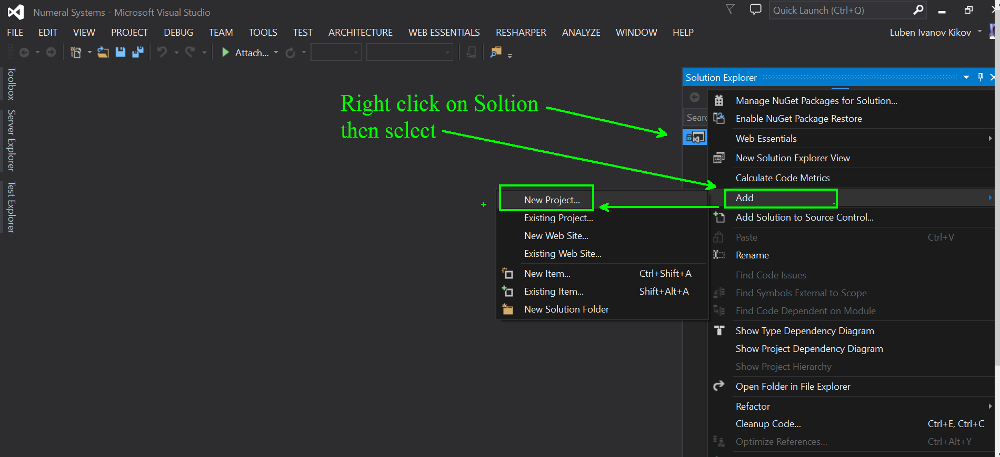 Numeral Systems - Microsoft Visual Studio
Quick Launch (Ctrl+Q)
FILE EDIT VIEW PROJECT DEBUG TEAM TOOLS TEST ARCHITECTURE WEB ESSENTIALS RESHARPER ANALYZE WINDOW HELP
Luben Ivanov Kikov
Attach...
Toolbox
Server Explorer
Test Explorer
Right click on Soltion
then select
Solution Explorer
Searc
Manage NuGet Packages for Solution...
Enable NuGet Package Restore
Web Essentials
New Solution Explorer View
Calculate Code Metrics
Add
Add Solution to Source Control...
Paste Ctrl+V
Rename
Find Code Issues
Find Symbols External to Scope
Find Code Dependent on Module
Show Type Dependency Diagram
Show Project Dependency Diagram
Show Project Hierarchy
Open Folder in File Explorer
Refactor
Cleanup Code... Ctrl+E, Ctrl+C
Optimize References... Ctrl+Alt+Y
New Project...
Existing Project...
New Web Site...
Existing Web Site...
New Item... Ctrl+Shift+A
Existing Item... Shift+Alt+A
New Solution Folder